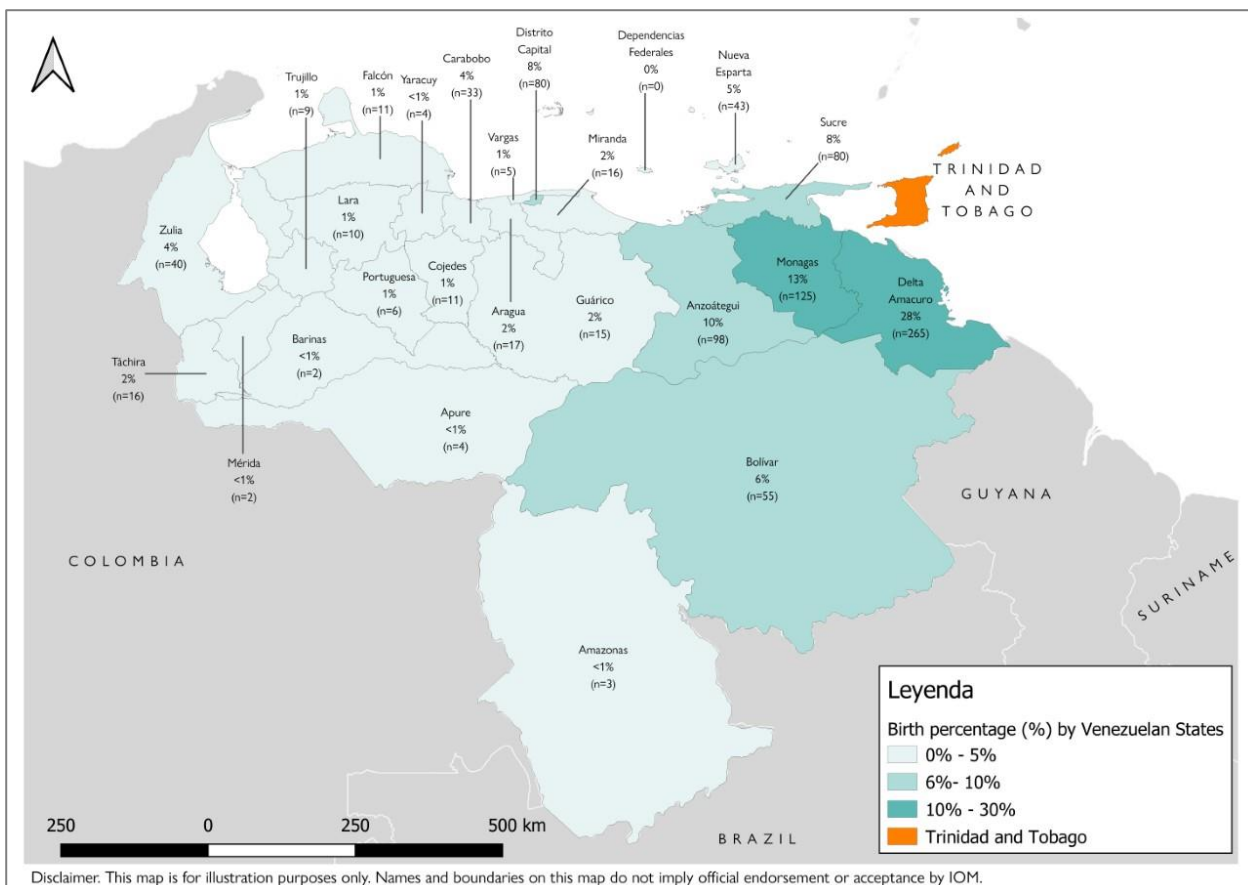 Distrito
Capital
8%
(n=80)
Dependencias
Federales
0%
(n=0)
Nueva
Esparta
5%
(n=43)
Carabobo
4%
(n=33)
Falcón
1%
(n=11)
Yaracuy
<1%
(n=4)
Trujillo
1%
(n=9)
Vargas
1%
(n=5)
Miranda
2%
(n=16)
Sucre
8%
(n=80)
TRINIDAD
AND
TOBAGO
Lara
1%
(n=10)
Zulia
4%
(n=40)
Portuguesa
1%
(n=6)
Cojedes
1%
(n=11)
Aragua
2%
(n=17)
Guárico
2%
(n=15)
Anzoátegui
10%
(n=98)
Monagas
13%
(n=125)
Delta
Amacuro
28%
(n=265)
Barinas
<1%
(n=2)
Táchira
2%
(n=16)
Apure
<1%
(n=4)
Mérida
<1%
(n=2)
Bolívar
6%
(n=55)
GUYANA
COLOMBIA
SURINAME
Amazonas
<1%
(n=3)
BRAZIL
Leyenda
Birth percentage (%) by Venezuelan States
0% - 5%
6%- 10%
10% - 30%
Trinidad and Tobago
250 0 250 500 km
Disclaimer. This map is for illustration purposes only. Names and boundaries on this map do not imply official endorsement or acceptance by IOM.